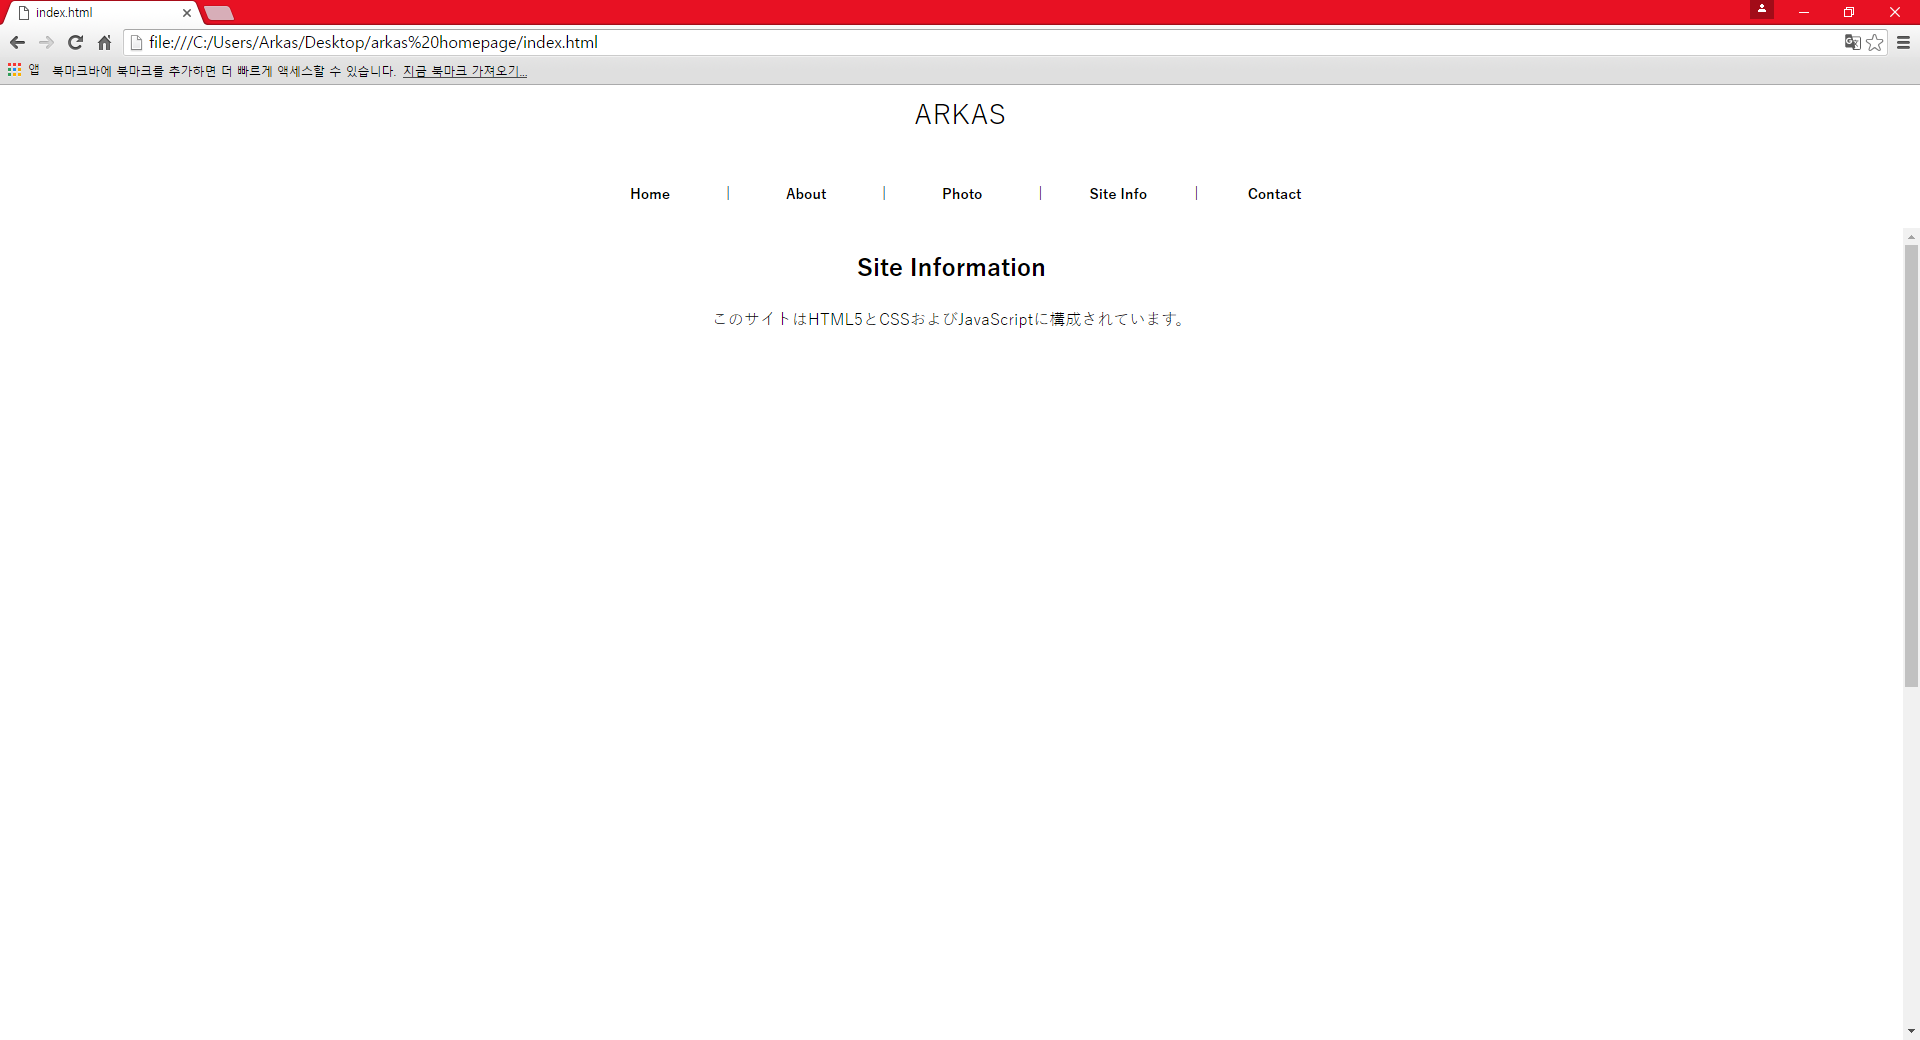 index.html
file:///C:/Users/Arkas/Desktop/arkas%20homepage/index.html
앱 북마크바에 북마크를 추가하면 더 빠르게 액세스할 수 있습니다. 지금 북마크 가져오기...
ARKAS
Home | About | Photo | Site Info | Contact
Site Information
このサイトはHTML5とCSSおよびJavaScriptに構成されています。